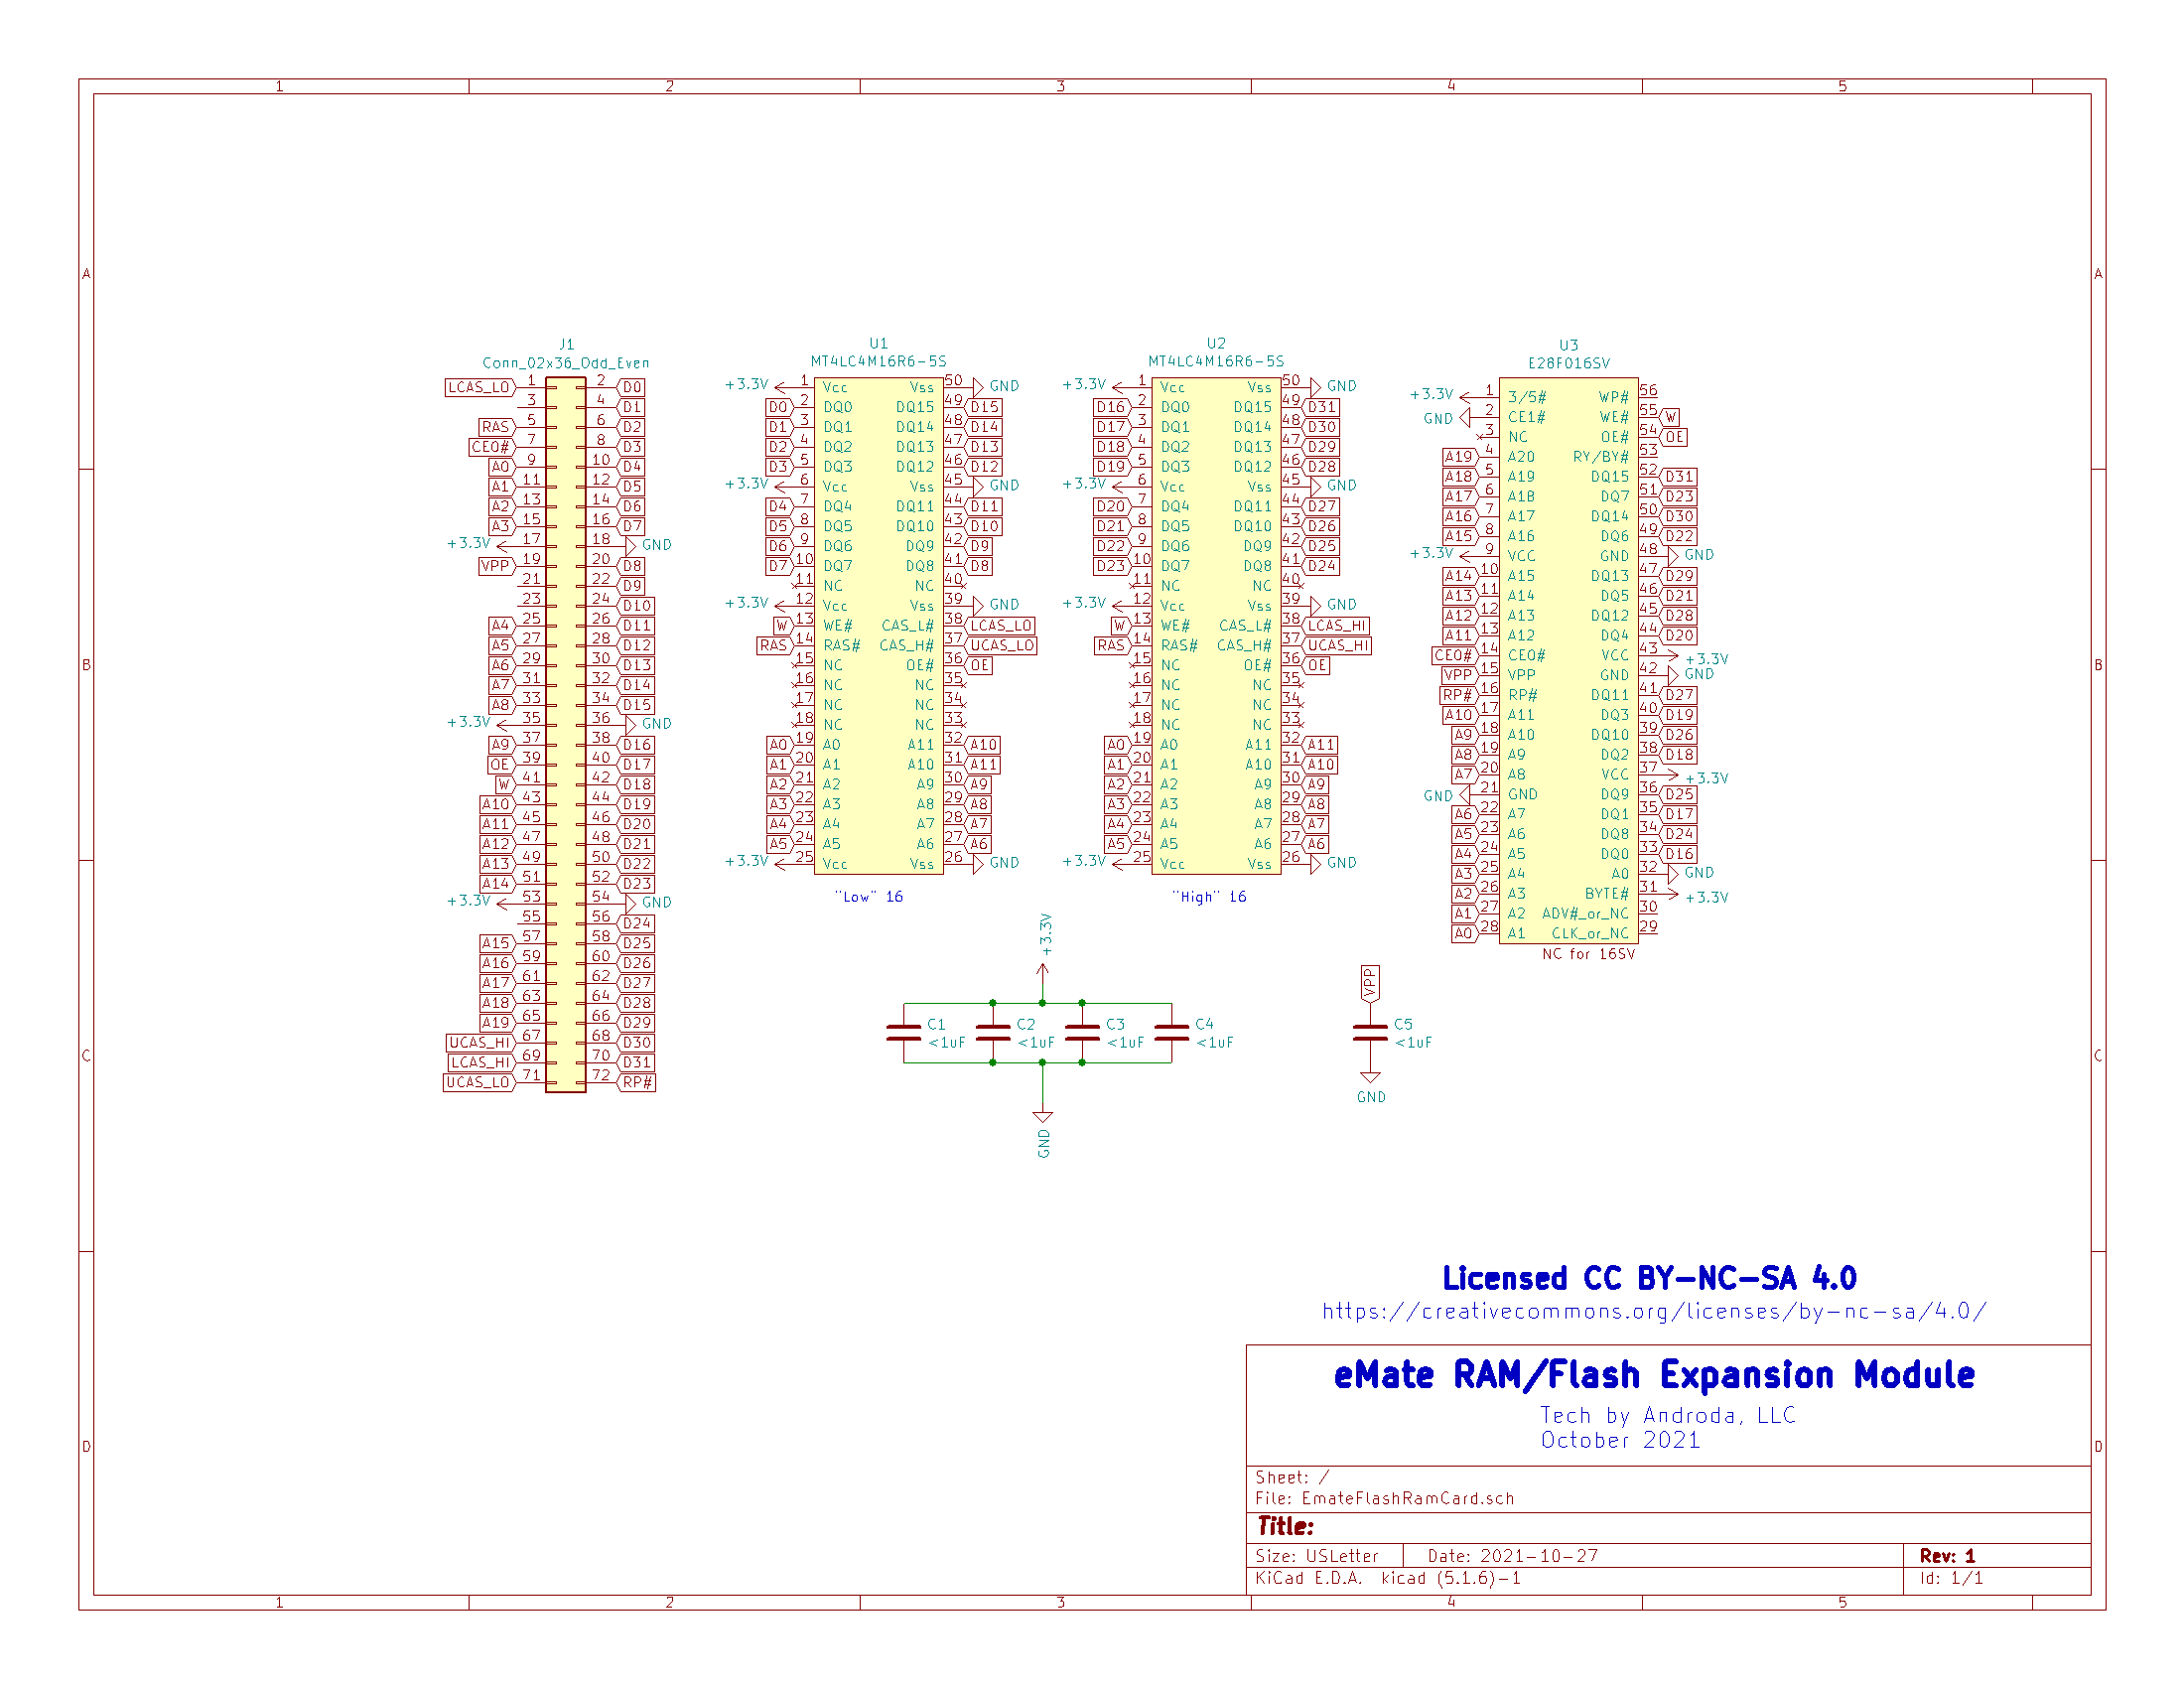 1 2 3 4 5
A
B
C
D
J1
Conn_02x36_Odd_Even
LCAS_LO 1 2 D0
3 4 D1
RAS 5 6 D2
CE0# 7 8 D3
A0 9 10 D4
A1 11 12 D5
A2 13 14 D6
A3 15 16 D7
+3.3V 17 18 GND
VPP 19 20 D8
21 22 D9
23 24 D10
A4 25 26 D11
A5 27 28 D12
A6 29 30 D13
A7 31 32 D14
A8 33 34 D15
+3.3V 35 36 GND
A9 37 38 D16
OE 39 40 D17
W 41 42 D18
A10 43 44 D19
A11 45 46 D20
A12 47 48 D21
A13 49 50 D22
A14 51 52 D23
+3.3V 53 54 GND
55 56 D24
A15 57 58 D25
A16 59 60 D26
A17 61 62 D27
A18 63 64 D28
A19 65 66 D29
UCAS_HI 67 68 D30
LCAS_HI 69 70 D31
UCAS_LO 71 72 RP#
U1
MT4LC4M16R6-5S
+3.3V 1 Vcc Vss 50 GND
D0 2 DQ0 DQ15 49 D15
D1 3 DQ1 DQ14 48 D14
D2 4 DQ2 DQ13 47 D13
D3 5 DQ3 DQ12 46 D12
+3.3V 6 Vcc Vss 45 GND
D4 7 DQ4 DQ11 44 D11
D5 8 DQ5 DQ10 43 D10
D6 9 DQ6 DQ9 42 D9
D7 10 DQ7 DQ8 41 D8
11 NC NC 40
+3.3V 12 Vcc Vss 39 GND
W 13 WE# CAS_L# 38 LCAS_LO
RAS 14 RAS# CAS_H# 37 UCAS_LO
15 NC OE# 36 OE
16 NC NC 35
17 NC NC 34
18 NC NC 33
A0 19 A0 A11 32 A10
A1 20 A1 A10 31 A11
A2 21 A2 A9 30 A9
A3 22 A3 A8 29 A8
A4 23 A4 A7 28 A7
A5 24 A5 A6 27 A6
+3.3V 25 Vcc Vss 26 GND
"Low" 16
U2
MT4LC4M16R6-5S
+3.3V 1 Vcc Vss 50 GND
D16 2 DQ0 DQ15 49 D31
D17 3 DQ1 DQ14 48 D30
D18 4 DQ2 DQ13 47 D29
D19 5 DQ3 DQ12 46 D28
+3.3V 6 Vcc Vss 45 GND
D20 7 DQ4 DQ11 44 D27
D21 8 DQ5 DQ10 43 D26
D22 9 DQ6 DQ9 42 D25
D23 10 DQ7 DQ8 41 D24
11 NC NC 40
+3.3V 12 Vcc Vss 39 GND
W 13 WE# CAS_L# 38 LCAS_HI
RAS 14 RAS# CAS_H# 37 UCAS_HI
15 NC OE# 36 OE
16 NC NC 35
17 NC NC 34
18 NC NC 33
A0 19 A0 A11 32 A11
A1 20 A1 A10 31 A10
A2 21 A2 A9 30 A9
A3 22 A3 A8 29 A8
A4 23 A4 A7 28 A7
A5 24 A5 A6 27 A6
+3.3V 25 Vcc Vss 26 GND
"High" 16
U3
E28F016SV
+3.3V 1 3/5# WP# 56
GND 2 CE1# WE# 55 W
3 NC OE# 54 OE
A19 4 A20 RY/BY# 53
A18 5 A19 DQ15 52 D31
A17 6 A18 DQ7 51 D23
A16 7 A17 DQ14 50 D30
A15 8 A16 DQ6 49 D22
+3.3V 9 VCC GND 48 GND
A14 10 A15 DQ13 47 D29
A13 11 A14 DQ5 46 D21
A12 12 A13 DQ12 45 D28
A11 13 A12 DQ4 44 D20
CE0# 14 CE0# VCC 43 +3.3V
VPP 15 VPP GND 42 GND
RP# 16 RP# DQ11 41 D27
A10 17 A11 DQ3 40 D19
A9 18 A10 DQ10 39 D26
A8 19 A9 DQ2 38 D18
A7 20 A8 VCC 37 +3.3V
GND 21 GND DQ9 36 D25
A6 22 A7 DQ1 35 D17
A5 23 A6 DQ8 34 D24
A4 24 A5 DQ0 33 D16
A3 25 A4 A0 32 GND
A2 26 A3 BYTE# 31 +3.3V
A1 27 A2 ADV#_or_NC 30
A0 28 A1 CLK_or_NC 29
NC for 16SV
+3.3V
C1 C2 C3 C4
<1uF <1uF <1uF <1uF
GND
VPP
C5
<1uF
GND
Licensed CC BY-NC-SA 4.0
https://creativecommons.org/licenses/by-nc-sa/4.0/
eMate RAM/Flash Expansion Module
Tech by Androda, LLC
October 2021
Sheet: /
File: EmateFlashRamCard.sch
Title:
Size: USLetter Date: 2021-10-27 Rev: 1
KiCad E.D.A. kicad (5.1.6)-1 Id: 1/1
A
B
C
D
1 2 3 4 5